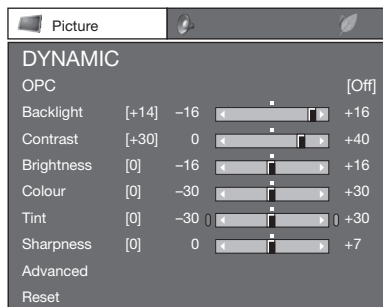 Picture
DYNAMIC
OPC [Off]
Backlight [+14] –16 +16
Contrast [+30] 0 +40
Brightness [0] –16 +16
Colour [0] –30 +30
Tint [0] –30 +30
Sharpness [0] 0 +7
Advanced
Reset